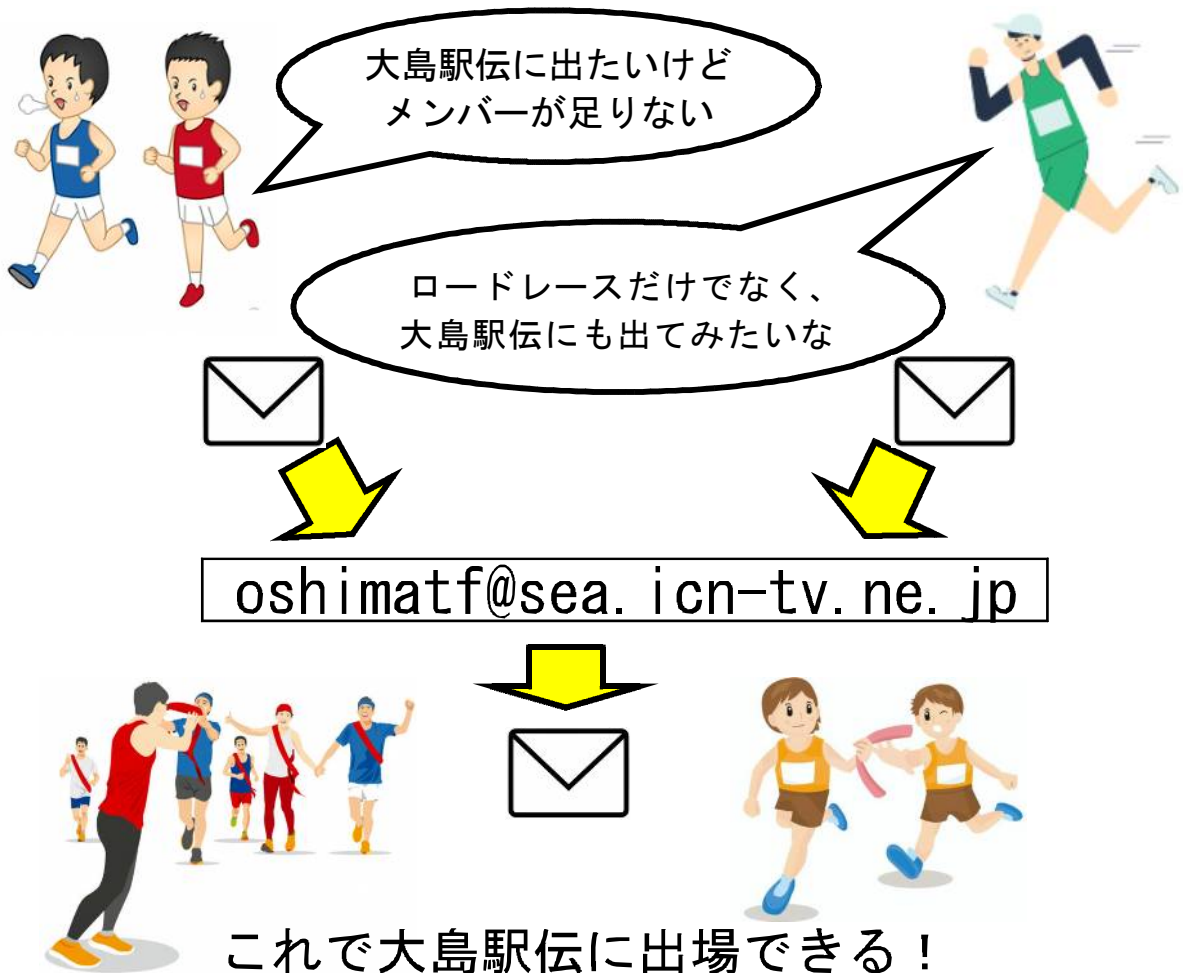 大島駅伝に出たいけど
メンバーが足りない
ロードレースだけでなく、
大島駅伝にも出てみたいな
oshimatf@sea.icn-tv.ne.jp
これで大島駅伝に出場できる！